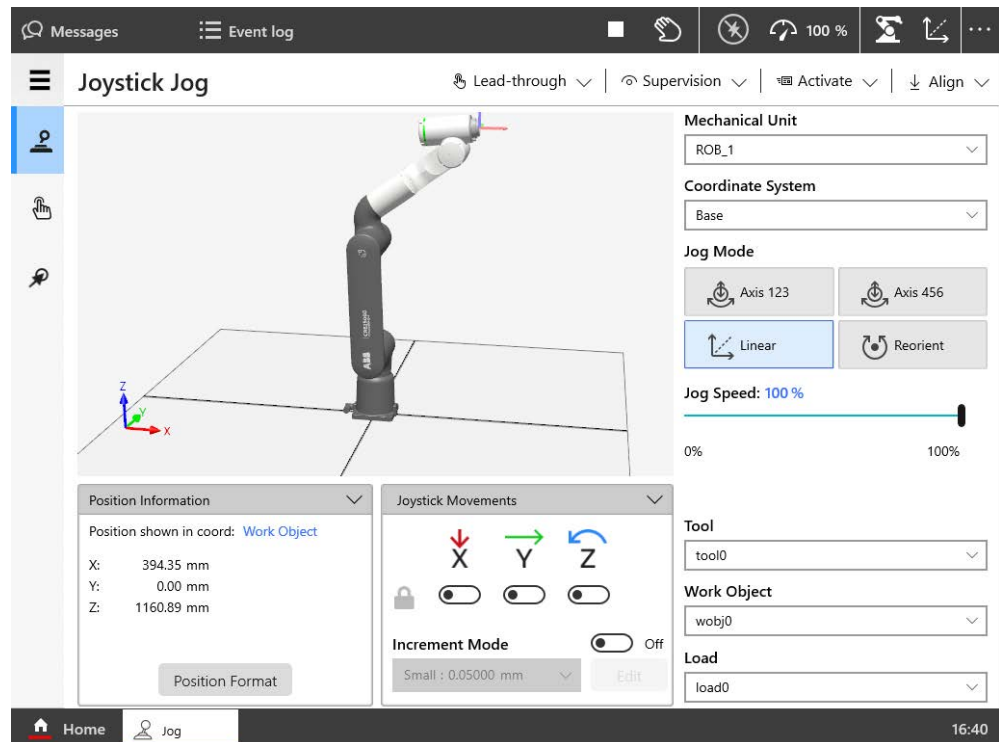 Messages
Event log
100 %
Joystick Jog
Lead-through
Supervision
Activate
Align
Z
Y
X
ABB
Mechanical Unit
ROB_1
Coordinate System
Base
Jog Mode
Axis 123
Axis 456
Linear
Reorient
Jog Speed: 100 %
0%
100%
Position Information
Position shown in coord: Work Object
X: 394.35 mm
Y: 0.00 mm
Z: 1160.89 mm
Position Format
Joystick Movements
X Y Z
Increment Mode
Off
Small : 0.05000 mm
Edit
Tool
tool0
Work Object
wobj0
Load
load0
Home
Jog
16:40